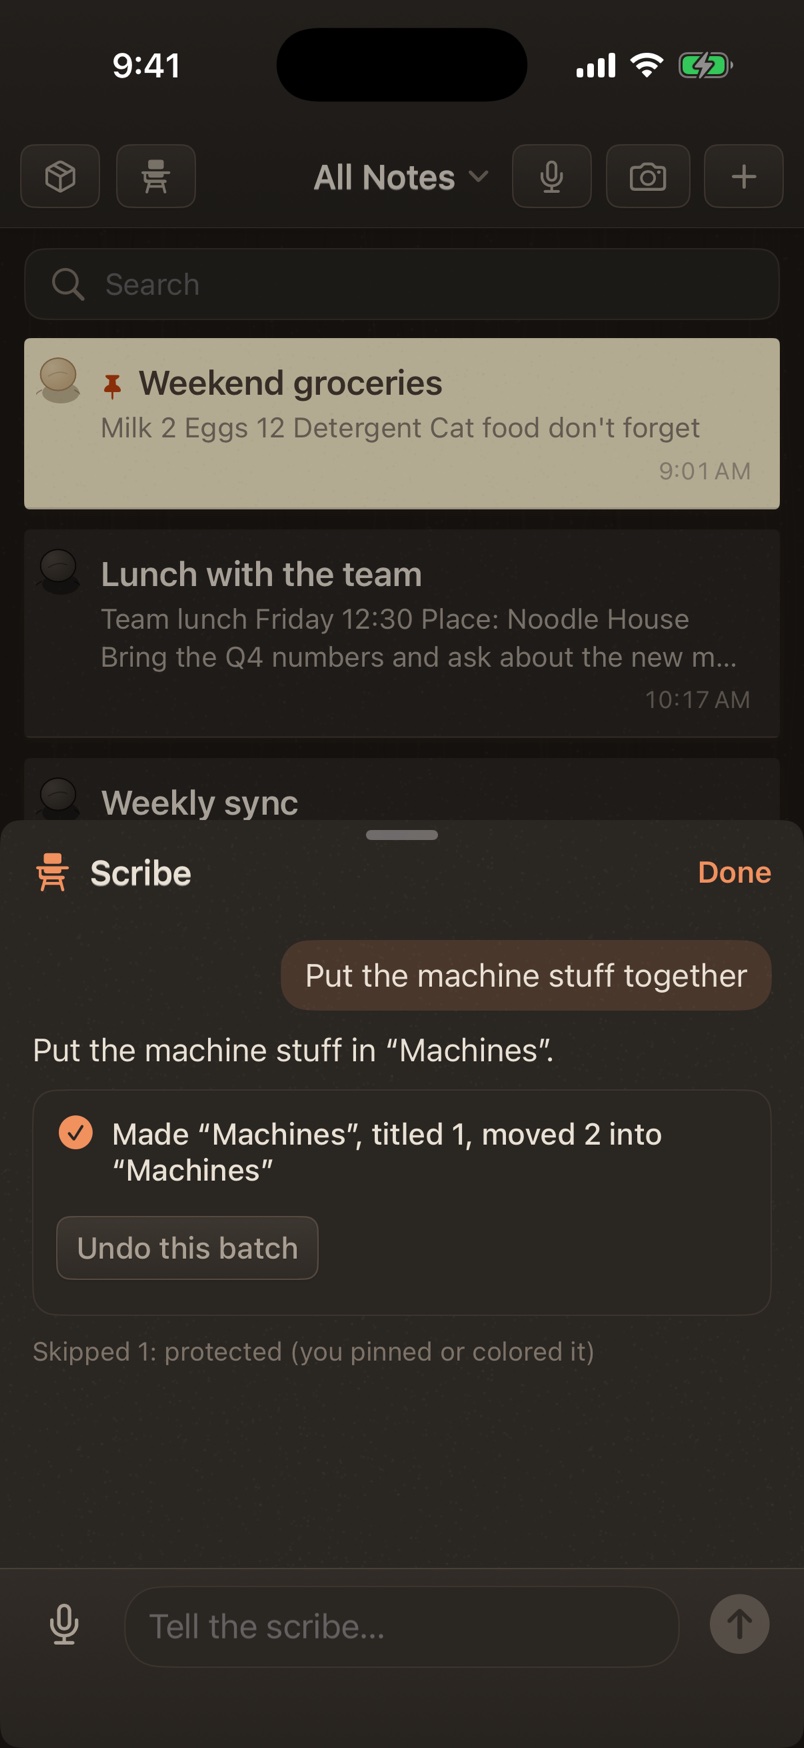 9:41
All Notes
Search
Weekend groceries
Milk 2 Eggs 12 Detergent Cat food don't forget
9:01 AM
Lunch with the team
Team lunch Friday 12:30 Place: Noodle House
Bring the Q4 numbers and ask about the new m...
10:17 AM
Weekly sync
Scribe
Done
Put the machine stuff together
Put the machine stuff in “Machines”.
Made “Machines”, titled 1, moved 2 into
“Machines”
Undo this batch
Skipped 1: protected (you pinned or colored it)
Tell the scribe...